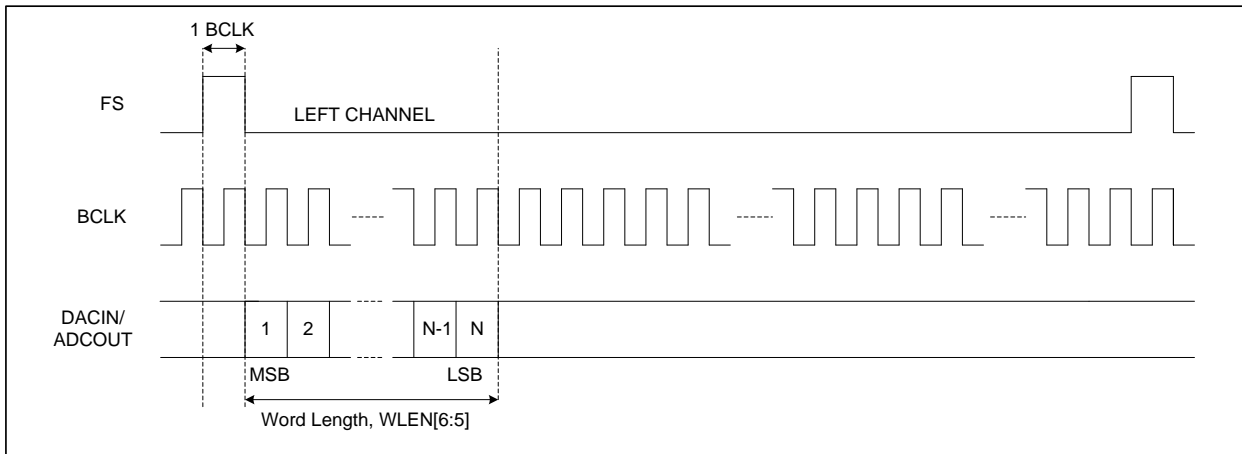 1 BCLK
FS
LEFT CHANNEL
BCLK
DACIN/
ADCOUT
1 2 N-1 N
MSB LSB
Word Length, WLEN[6:5]